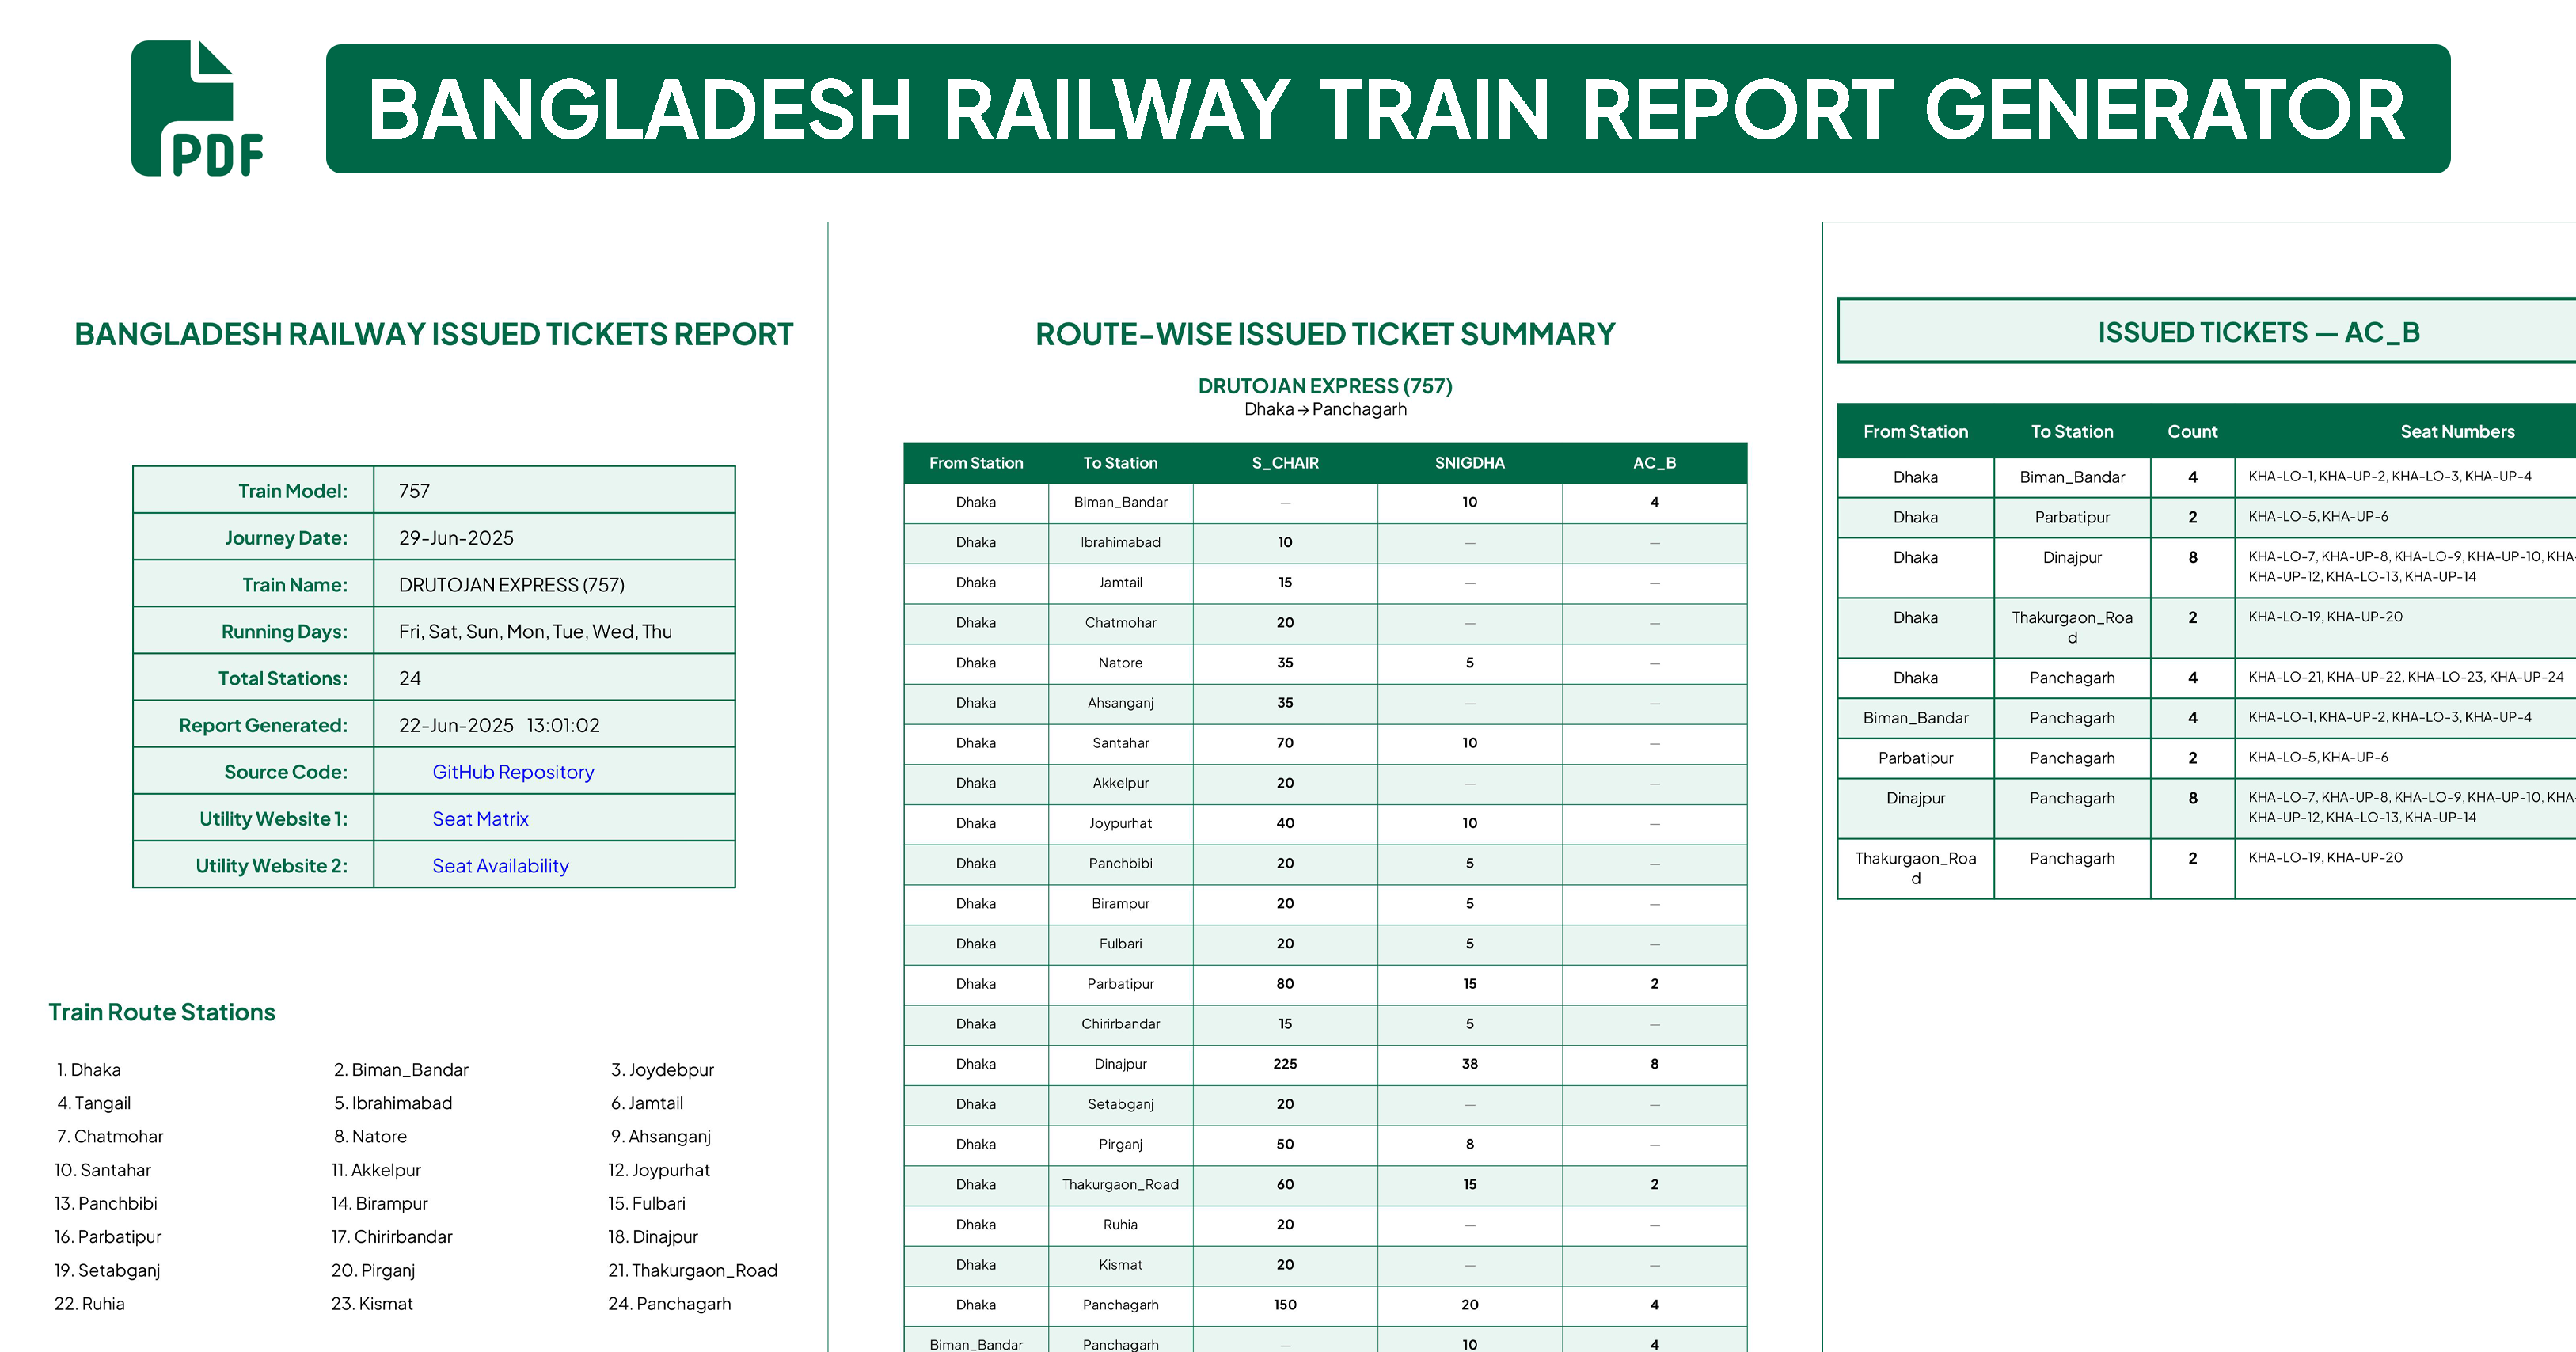 PDF
BANGLADESH RAILWAY TRAIN REPORT GENERATOR
BANGLADESH RAILWAY ISSUED TICKETS REPORT
Train Model: 757
Journey Date: 29-Jun-2025
Train Name: DRUTOJAN EXPRESS (757)
Running Days: Fri, Sat, Sun, Mon, Tue, Wed, Thu
Total Stations: 24
Report Generated: 22-Jun-2025 13:01:02
Source Code: GitHub Repository
Utility Website 1: Seat Matrix
Utility Website 2: Seat Availability
Train Route Stations
1. Dhaka 2. Biman_Bandar 3. Joydebpur
4. Tangail 5. Ibrahimabad 6. Jamtail
7. Chatmohar 8. Natore 9. Ahsanganj
10. Santahar 11. Akkelpur 12. Joypurhat
13. Panchbibi 14. Birampur 15. Fulbari
16. Parbatipur 17. Chirirbandar 18. Dinajpur
19. Setabganj 20. Pirganj 21. Thakurgaon_Road
22. Ruhia 23. Kismat 24. Panchagarh
ROUTE-WISE ISSUED TICKET SUMMARY
DRUTOJAN EXPRESS (757)
Dhaka → Panchagarh
From Station To Station S_CHAIR SNIGDHA AC_B
Dhaka Biman_Bandar — 10 4
Dhaka Ibrahimabad 10 — —
Dhaka Jamtail 15 — —
Dhaka Chatmohar 20 — —
Dhaka Natore 35 5 —
Dhaka Ahsanganj 35 — —
Dhaka Santahar 70 10 —
Dhaka Akkelpur 20 — —
Dhaka Joypurhat 40 10 —
Dhaka Panchbibi 20 5 —
Dhaka Birampur 20 5 —
Dhaka Fulbari 20 5 —
Dhaka Parbatipur 80 15 2
Dhaka Chirirbandar 15 5 —
Dhaka Dinajpur 225 38 8
Dhaka Setabganj 20 — —
Dhaka Pirganj 50 8 —
Dhaka Thakurgaon_Road 60 15 2
Dhaka Ruhia 20 — —
Dhaka Kismat 20 — —
Dhaka Panchagarh 150 20 4
Biman_Bandar Panchagarh — 10 4
ISSUED TICKETS — AC_B
From Station To Station Count Seat Numbers
Dhaka Biman_Bandar 4 KHA-LO-1, KHA-UP-2, KHA-LO-3, KHA-UP-4
Dhaka Parbatipur 2 KHA-LO-5, KHA-UP-6
Dhaka Dinajpur 8 KHA-LO-7, KHA-UP-8, KHA-LO-9, KHA-UP-10, KHA-
KHA-UP-12, KHA-LO-13, KHA-UP-14
Dhaka Thakurgaon_Roa 2 KHA-LO-19, KHA-UP-20
d
Dhaka Panchagarh 4 KHA-LO-21, KHA-UP-22, KHA-LO-23, KHA-UP-24
Biman_Bandar Panchagarh 4 KHA-LO-1, KHA-UP-2, KHA-LO-3, KHA-UP-4
Parbatipur Panchagarh 2 KHA-LO-5, KHA-UP-6
Dinajpur Panchagarh 8 KHA-LO-7, KHA-UP-8, KHA-LO-9, KHA-UP-10, KHA-
KHA-UP-12, KHA-LO-13, KHA-UP-14
Thakurgaon_Roa Panchagarh 2 KHA-LO-19, KHA-UP-20
d